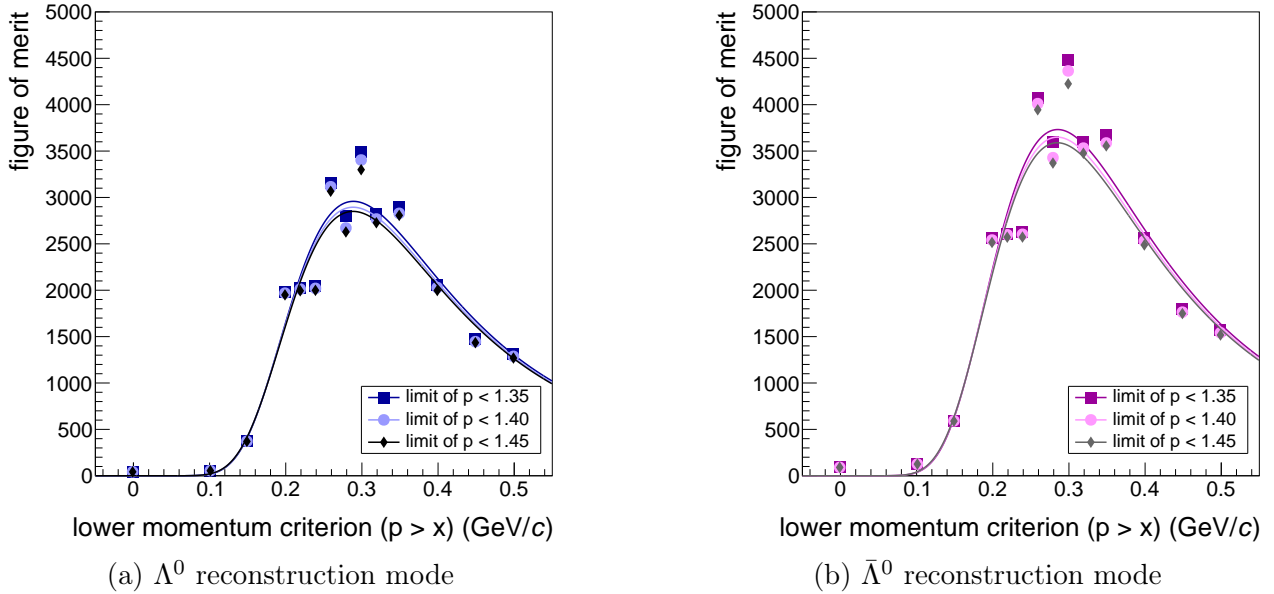 figure of merit
5000
4500
4000
3500
3000
2500
2000
1500
1000
500
0
limit of p < 1.35
limit of p < 1.40
limit of p < 1.45
0 0.1 0.2 0.3 0.4 0.5
lower momentum criterion (p > x) (GeV/c)
(a) Λ⁰ reconstruction mode
figure of merit
5000
4500
4000
3500
3000
2500
2000
1500
1000
500
0
limit of p < 1.35
limit of p < 1.40
limit of p < 1.45
0 0.1 0.2 0.3 0.4 0.5
lower momentum criterion (p > x) (GeV/c)
(b) Λ̄⁰ reconstruction mode